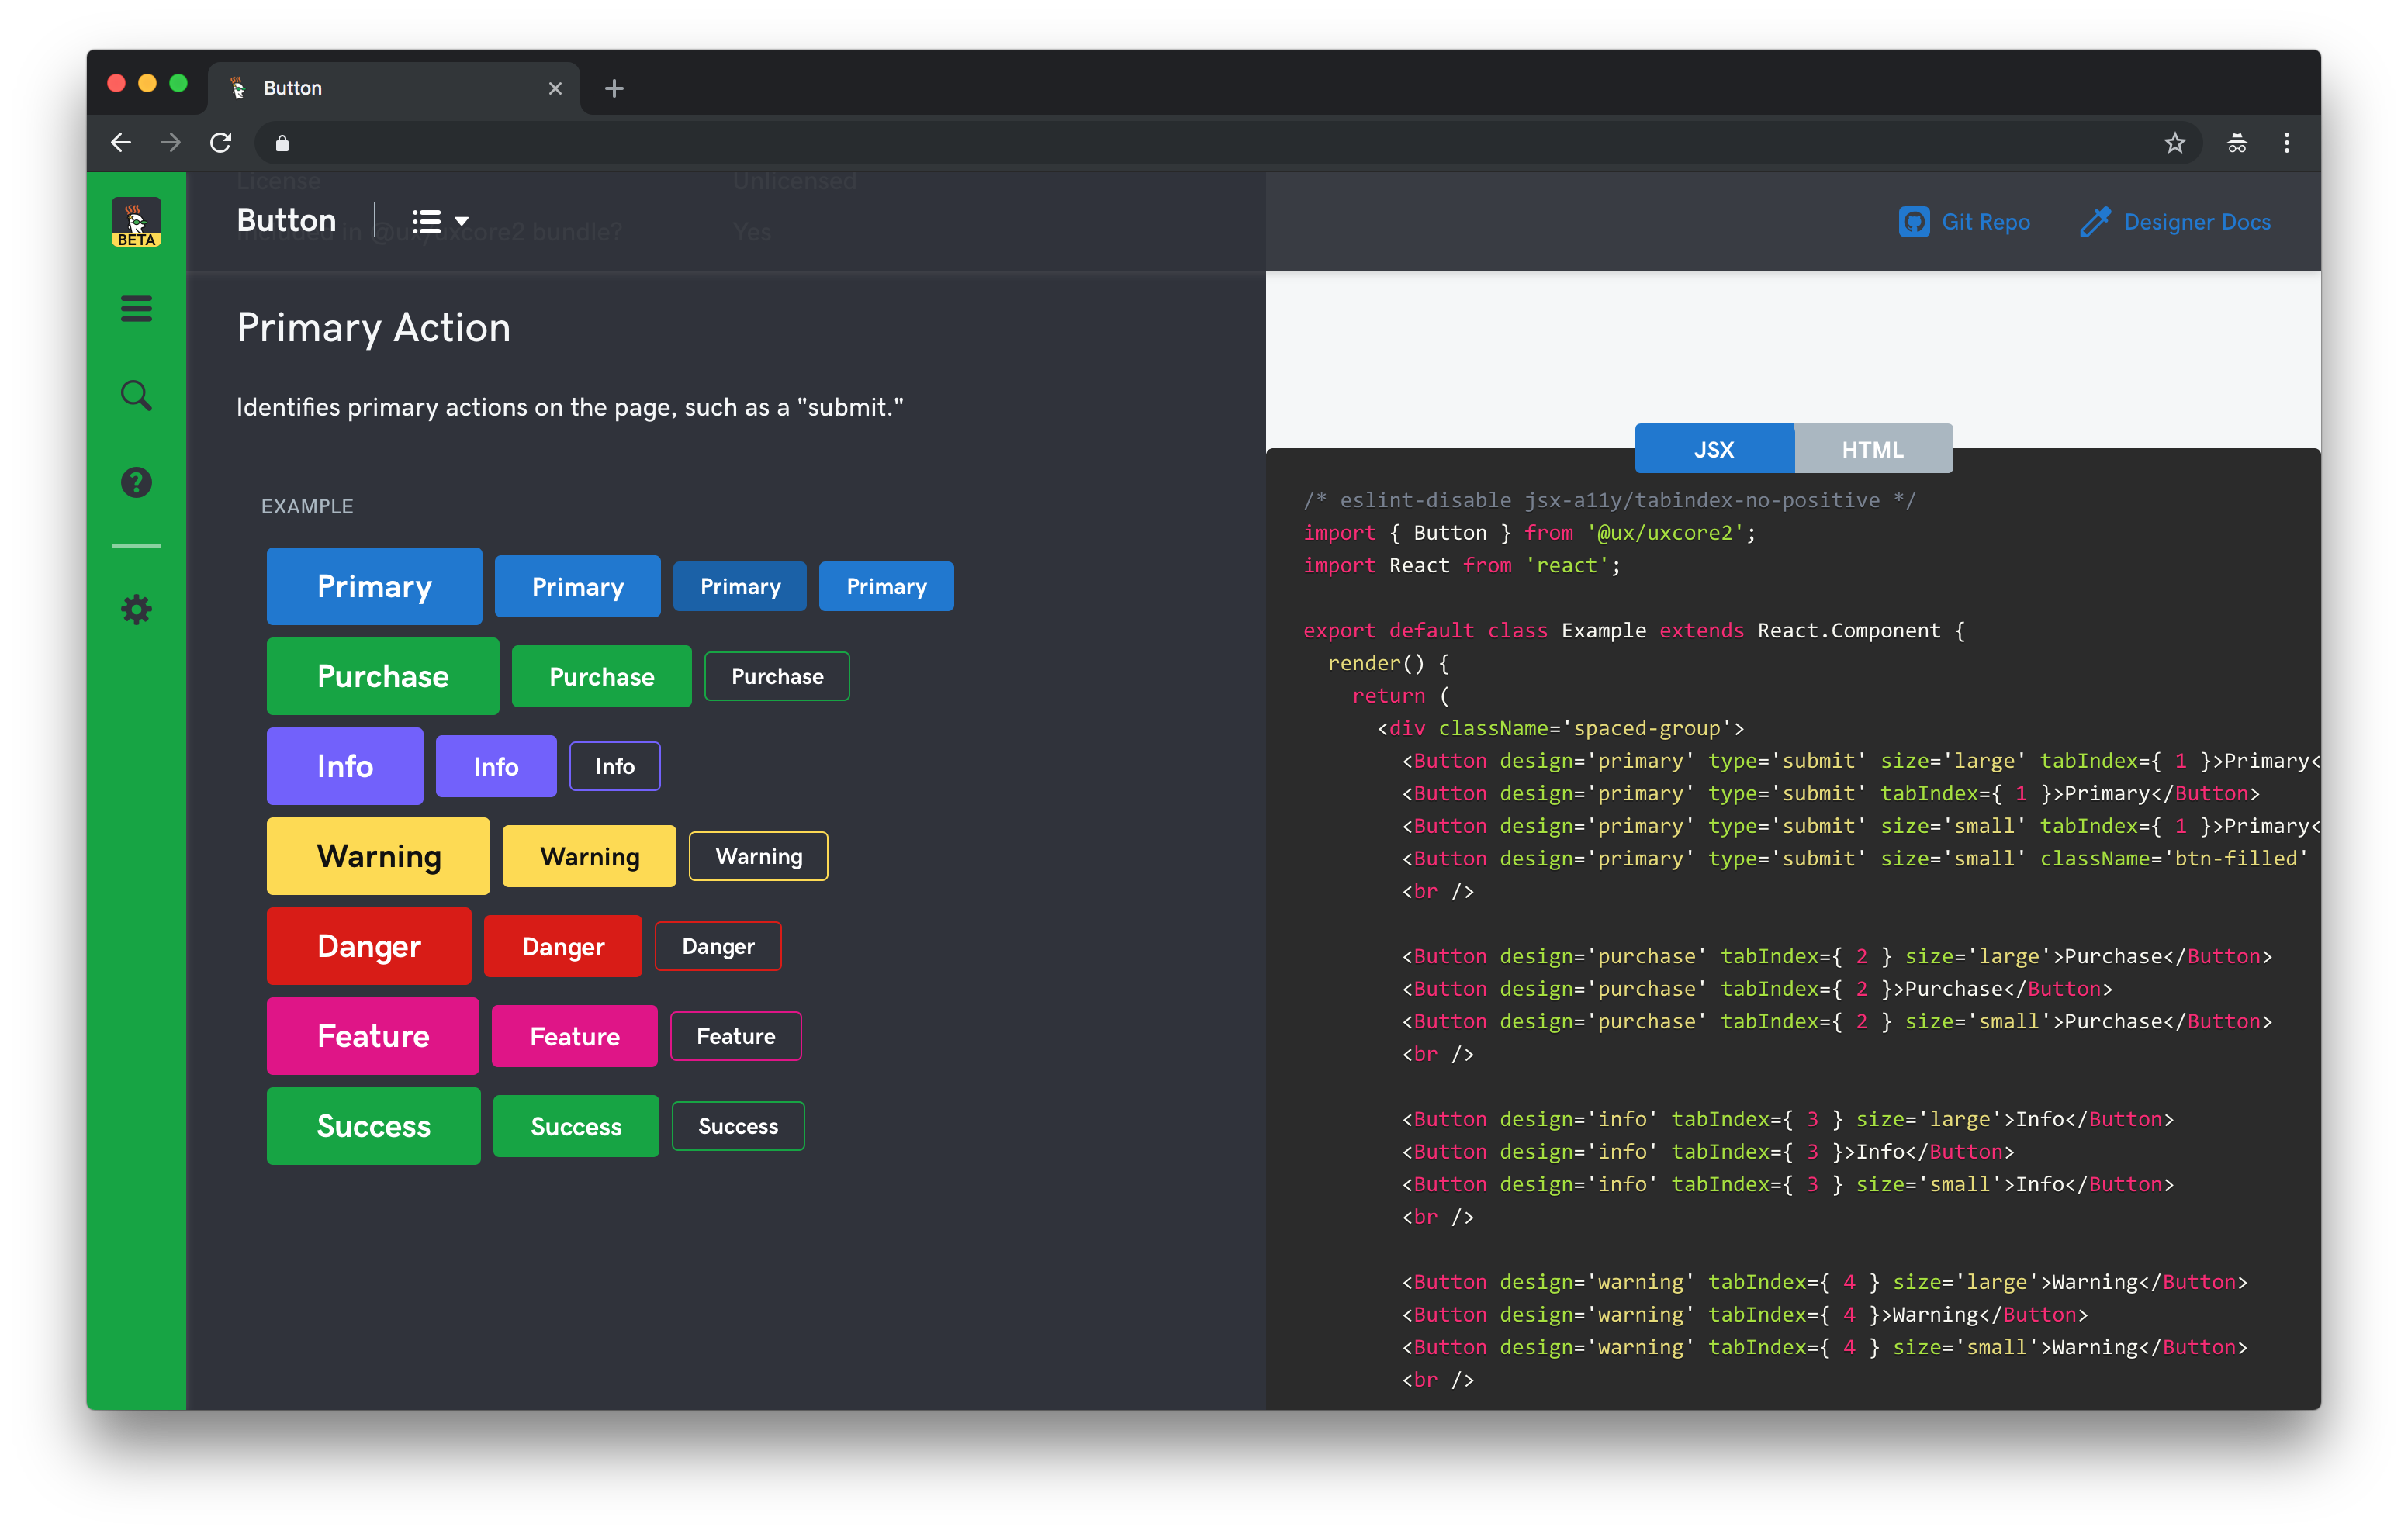 Button
License
Unlicensed
BETA
Button
Included in @ux/uxcore2 bundle?
Yes
Git Repo
Designer Docs
Primary Action
Identifies primary actions on the page, such as a "submit."
EXAMPLE
Primary Primary Primary Primary
Purchase Purchase Purchase
Info Info Info
Warning Warning Warning
Danger Danger Danger
Feature Feature Feature
Success Success Success
JSX HTML
/* eslint-disable jsx-a11y/tabindex-no-positive */
import { Button } from '@ux/uxcore2';
import React from 'react';
export default class Example extends React.Component {
render() {
return (
<div className='spaced-group'>
<Button design='primary' type='submit' size='large' tabIndex={ 1 }>Primary<
<Button design='primary' type='submit' tabIndex={ 1 }>Primary</Button>
<Button design='primary' type='submit' size='small' tabIndex={ 1 }>Primary<
<Button design='primary' type='submit' size='small' className='btn-filled'
<br />
<Button design='purchase' tabIndex={ 2 } size='large'>Purchase</Button>
<Button design='purchase' tabIndex={ 2 }>Purchase</Button>
<Button design='purchase' tabIndex={ 2 } size='small'>Purchase</Button>
<br />
<Button design='info' tabIndex={ 3 } size='large'>Info</Button>
<Button design='info' tabIndex={ 3 }>Info</Button>
<Button design='info' tabIndex={ 3 } size='small'>Info</Button>
<br />
<Button design='warning' tabIndex={ 4 } size='large'>Warning</Button>
<Button design='warning' tabIndex={ 4 }>Warning</Button>
<Button design='warning' tabIndex={ 4 } size='small'>Warning</Button>
<br />